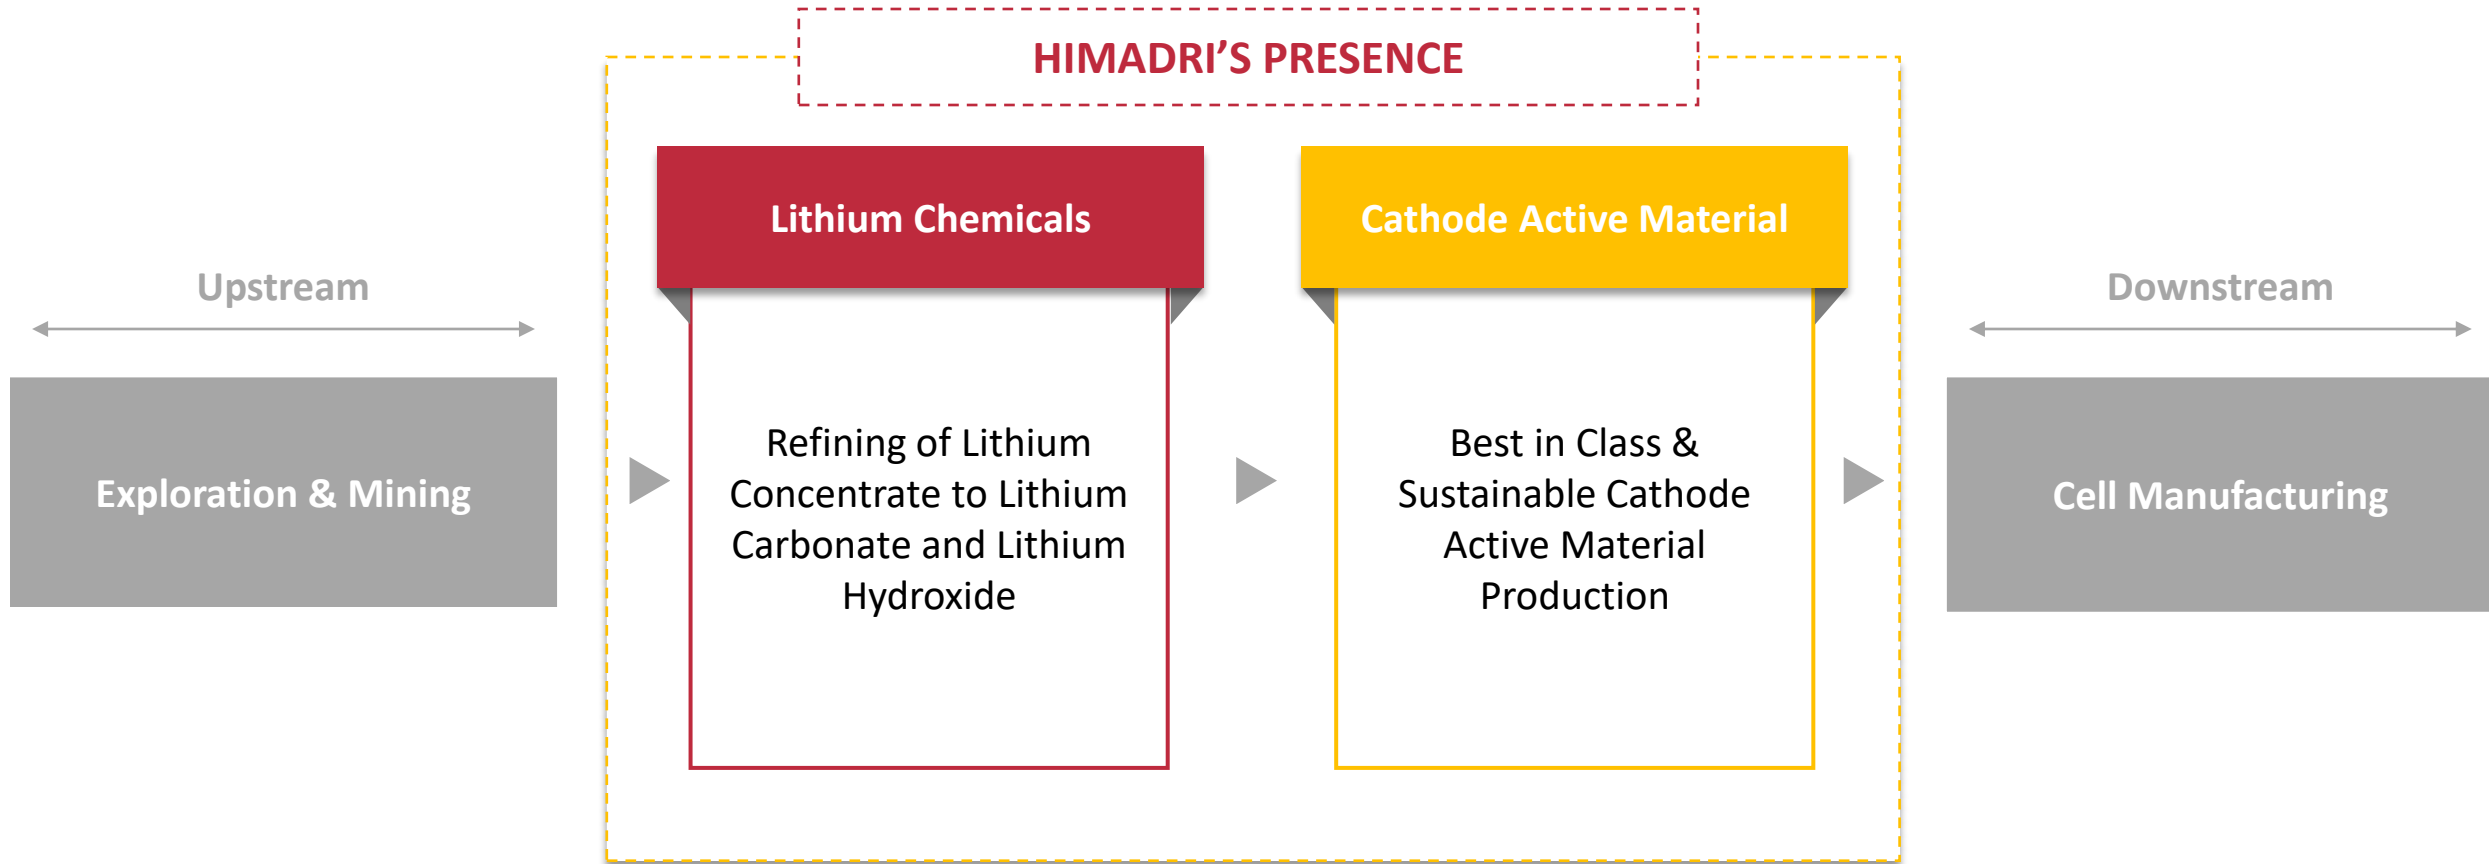 HIMADRI’S PRESENCE
Upstream
Exploration & Mining
Lithium Chemicals
Refining of Lithium
Concentrate to Lithium
Carbonate and Lithium
Hydroxide
Cathode Active Material
Best in Class &
Sustainable Cathode
Active Material
Production
Downstream
Cell Manufacturing